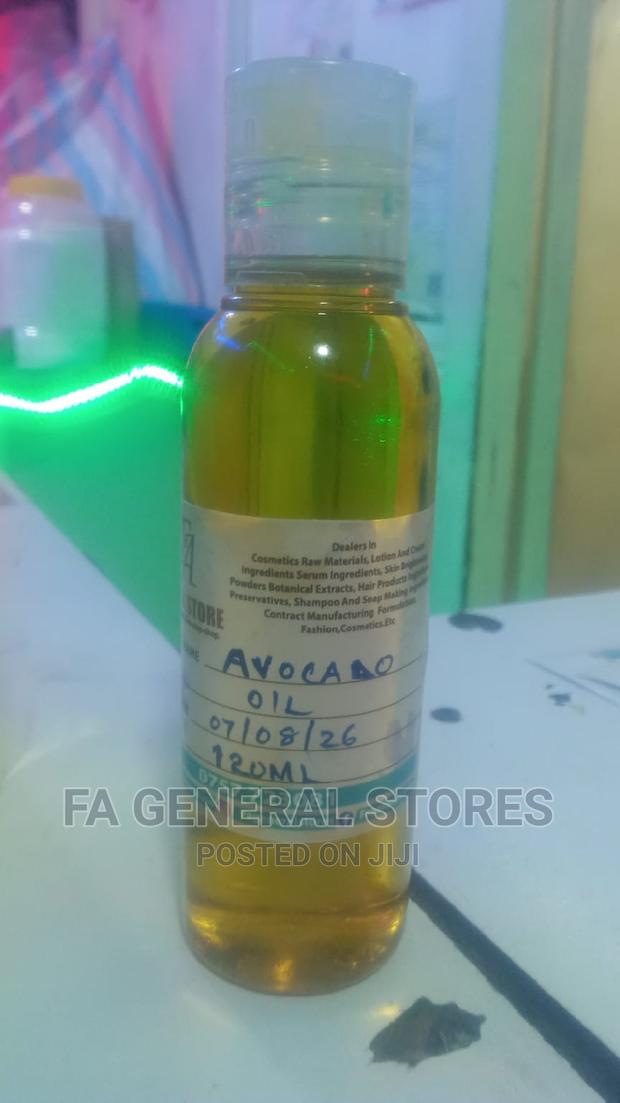 Dealers In
Cosmetics Raw Materials, Lotion And Cream
Ingredients Serum Ingredients, Skin
Powders Botanical Extracts, Hair Products
Preservatives, Shampoo And Soap Making
Contract Manufacturing Formulation,
Fashion,Cosmetics.Etc
STORE
AVOCADO
OIL
07/08/26
120ML
FA GENERAL STORES
POSTED ON JIJI